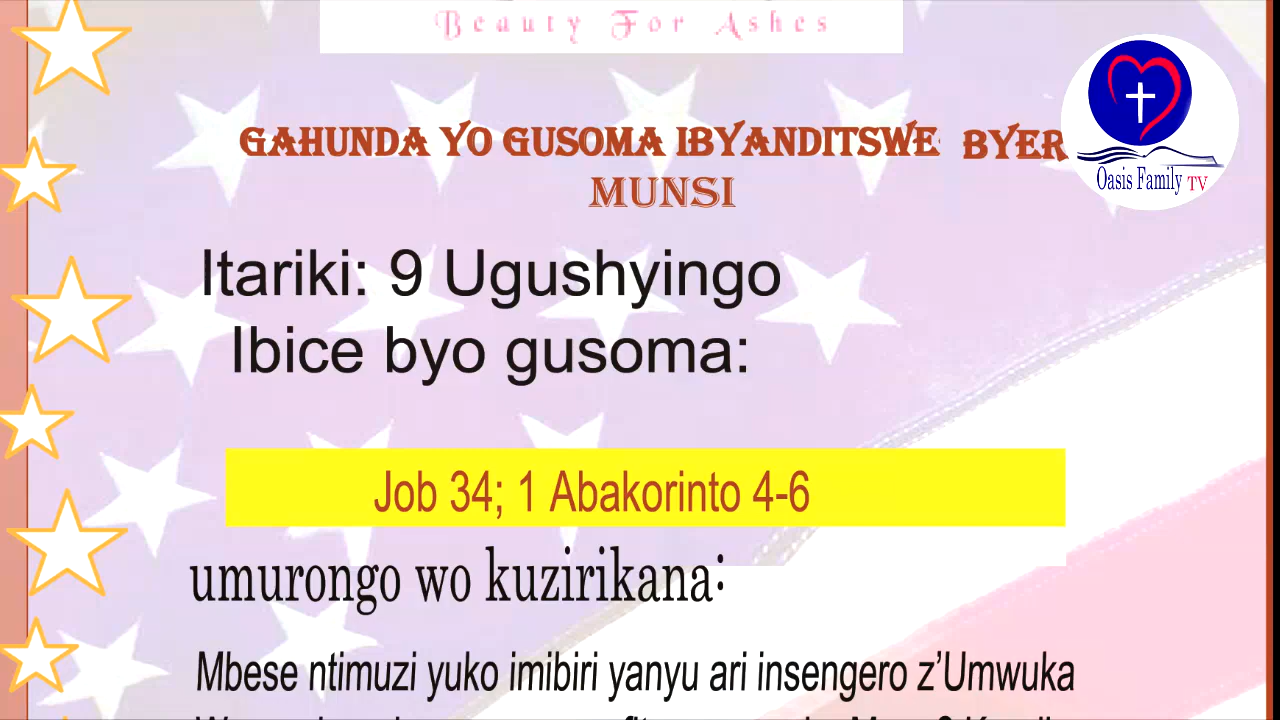 Beauty For Ashes
GAHUNDA YO GUSOMA IBYANDITSWE BYER
MUNSI
Oasis Family TV
Itariki: 9 Ugushyingo
Ibice byo gusoma:
Job 34; 1 Abakorinto 4-6
umurongo wo kuzirikana:
Mbese ntimuzi yuko imibiri yanyu ari insengero z’Umwuka